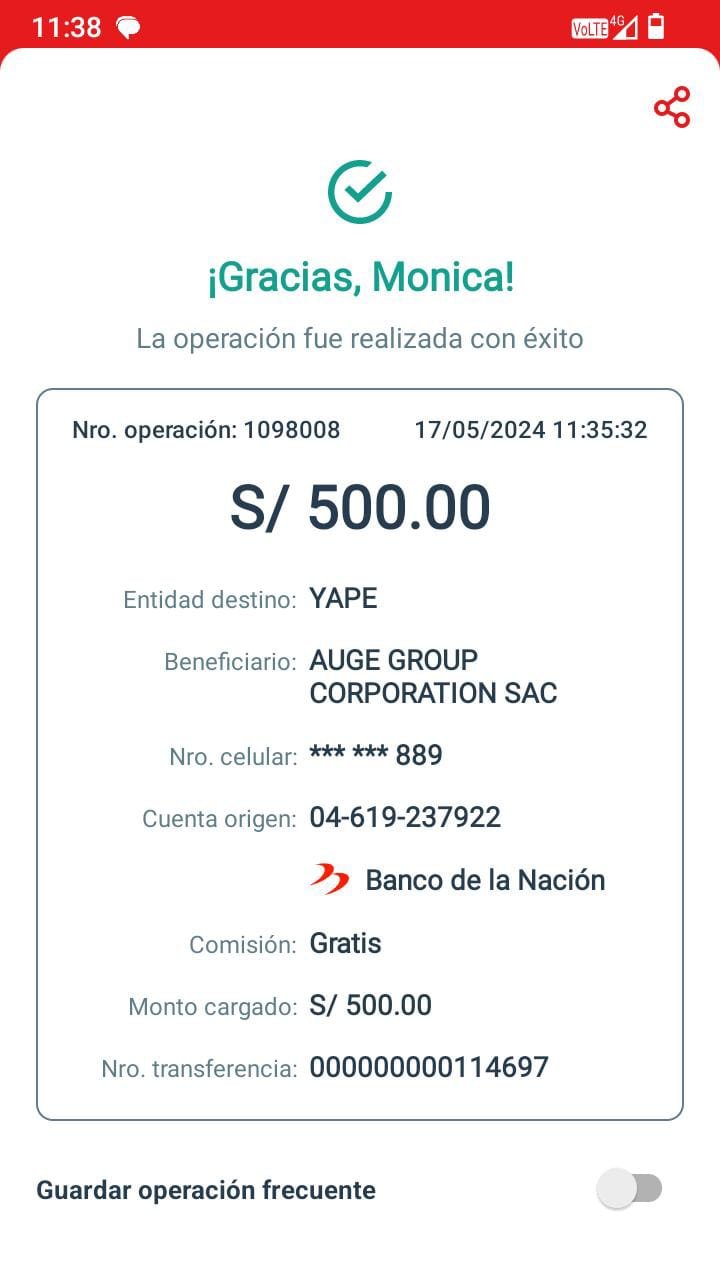 11:38
VoLTE 4G
¡Gracias, Monica!
La operación fue realizada con éxito
Nro. operación: 1098008 17/05/2024 11:35:32
S/ 500.00
Entidad destino: YAPE
Beneficiario: AUGE GROUP
CORPORATION SAC
Nro. celular: *** *** 889
Cuenta origen: 04-619-237922
Banco de la Nación
Comisión: Gratis
Monto cargado: S/ 500.00
Nro. transferencia: 000000000114697
Guardar operación frecuente